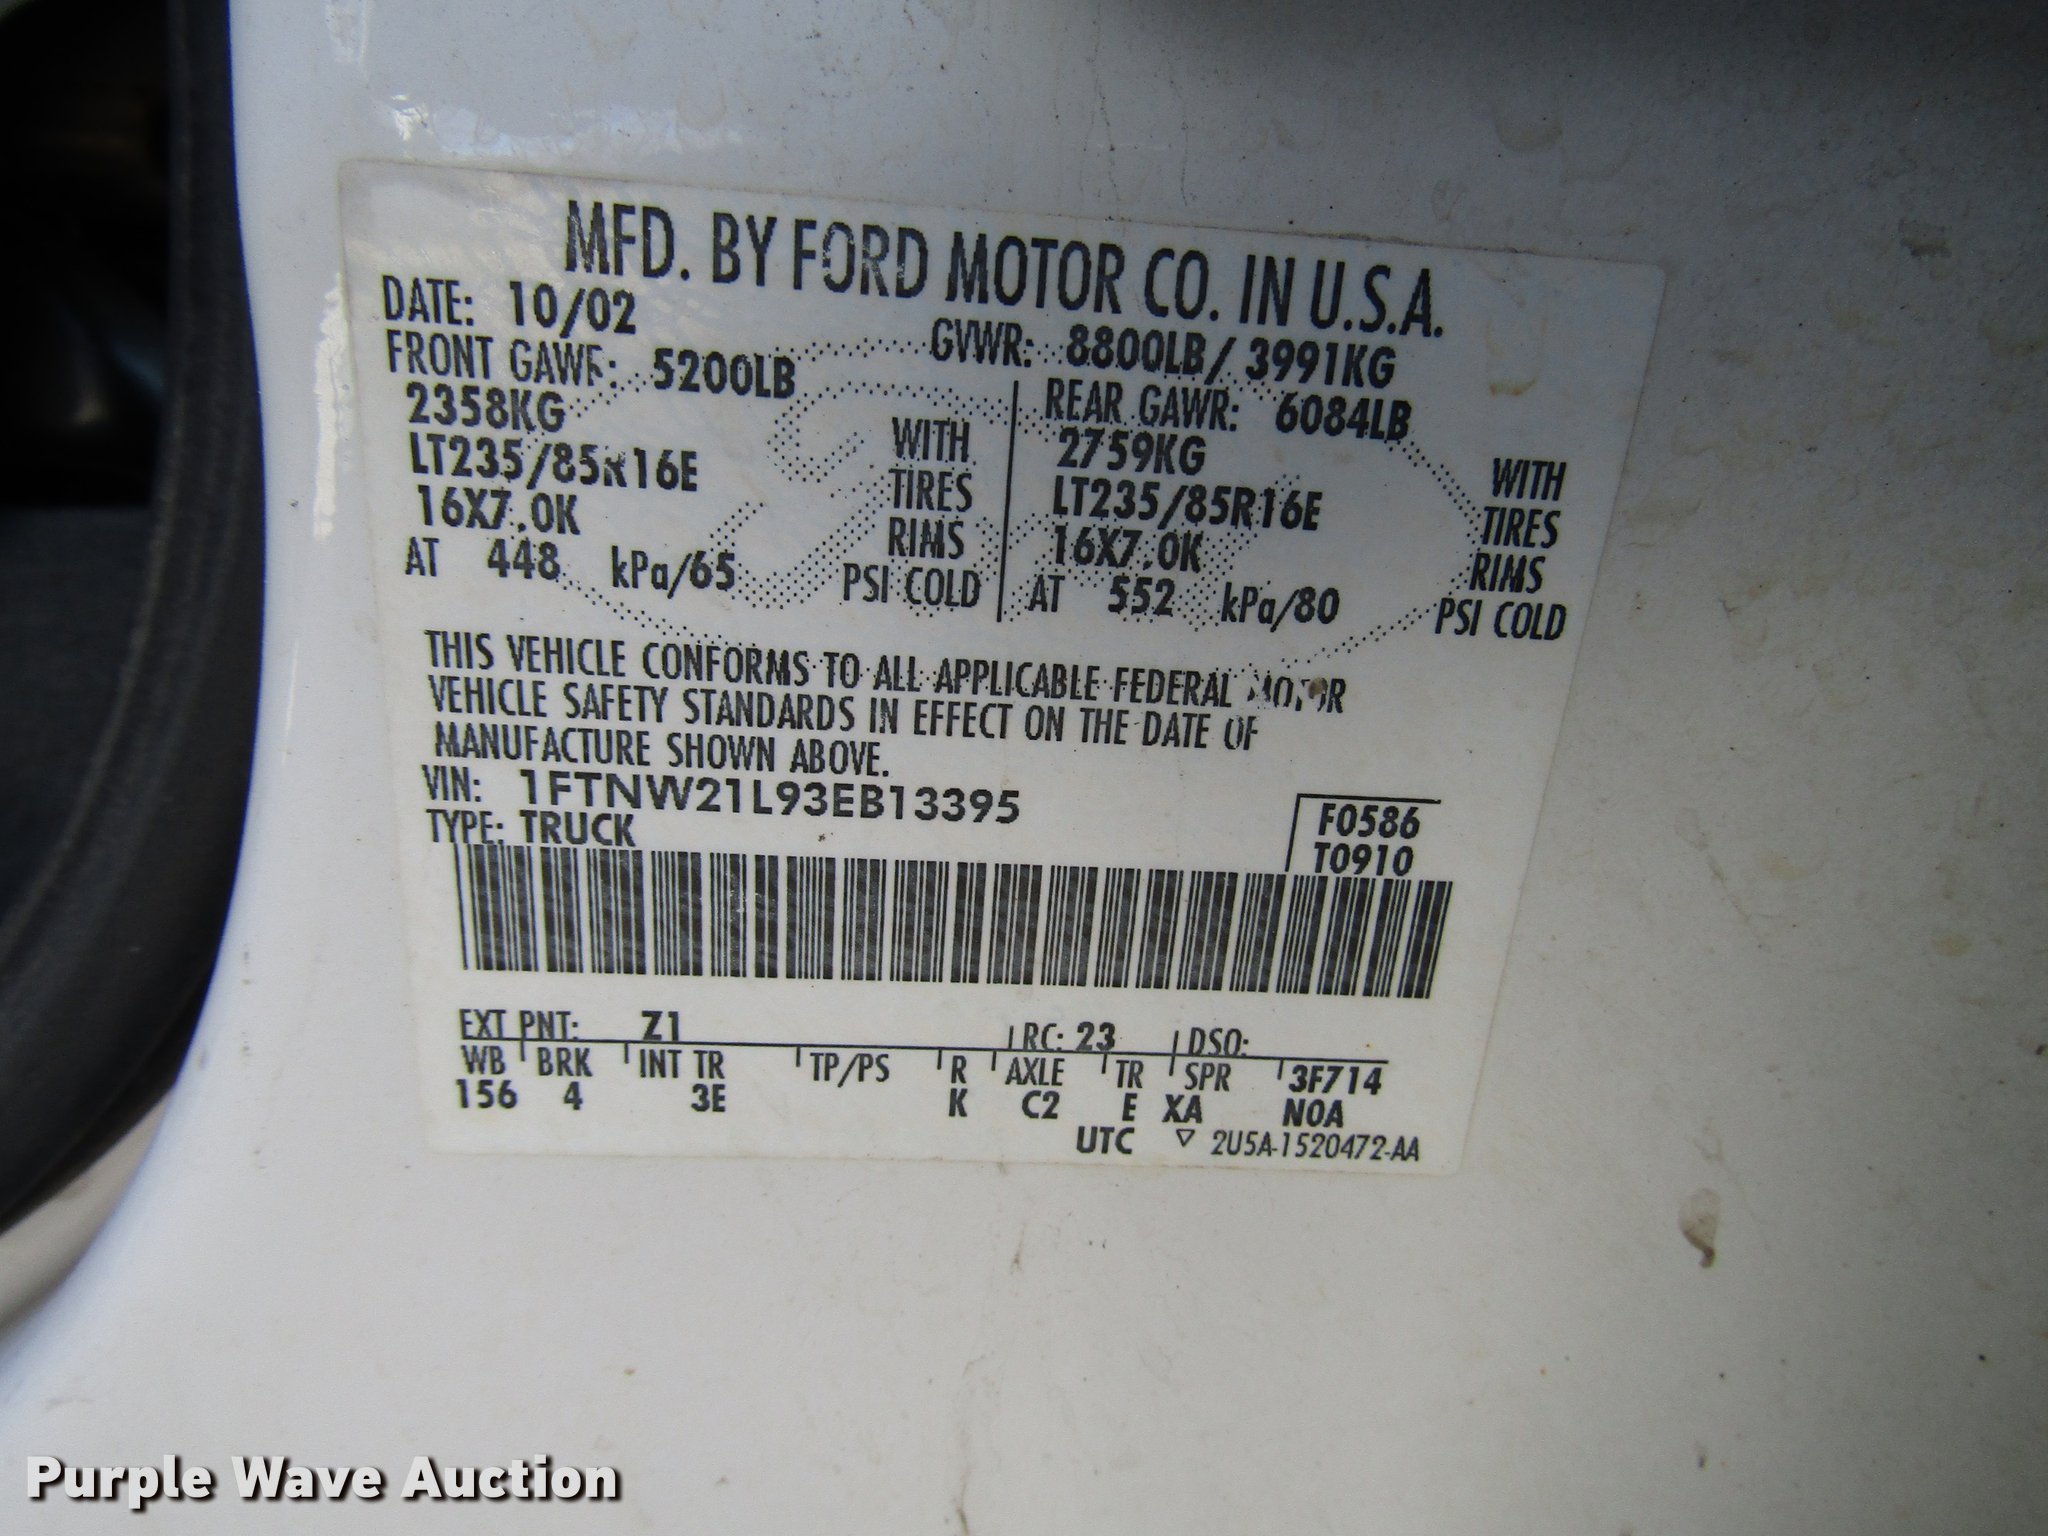 MFD. BY FORD MOTOR CO. IN U.S.A.
DATE: 10/02 GVWR: 8800LB/ 3991KG
FRONT GAWR: 5200LB REAR GAWR: 6084LB
2358KG WITH 2759KG WITH
LT235/85R16E TIRES LT235/85R16E TIRES
16X7.0K RIMS 16X7.0K RIMS
AT 448 kPa/65 PSI COLD AT 552 kPa/80 PSI COLD
THIS VEHICLE CONFORMS TO ALL APPLICABLE FEDERAL MOTOR
VEHICLE SAFETY STANDARDS IN EFFECT ON THE DATE OF
MANUFACTURE SHOWN ABOVE.
VIN: 1FTNW21L93EB13395
F0586
TYPE: TRUCK T0910
EXT PNT: Z1 RC: 23 DSO:
WB BRK INT TR TP/PS R AXLE TR SPR 3F714
156 4 3E K C2 E XA N0A
UTC ▽ 2U5A-1520472-AA
Purple Wave Auction